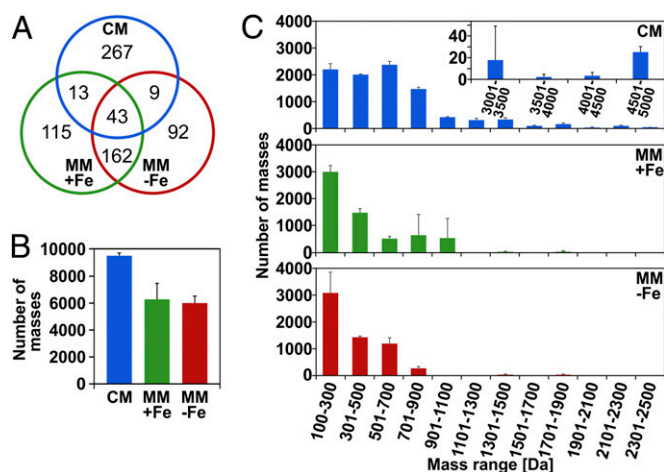 A
CM
267
13
9
43
115
92
MM
+Fe
162
MM
-Fe
B
Number of
masses
10000
8000
6000
4000
2000
0
CM
MM
+Fe
MM
-Fe
C
Number of masses
4000
3000
2000
1000
0
CM
40
20
0
3001-
3500
3501-
4000
4001-
4500
4501-
5000
MM
+Fe
4000
3000
2000
1000
0
MM
-Fe
4000
3000
2000
1000
0
100-300
301-500
501-700
701-900
901-1100
1101-1300
1301-1500
1501-1700
1701-1900
1901-2100
2101-2300
2301-2500
Mass range [Da]